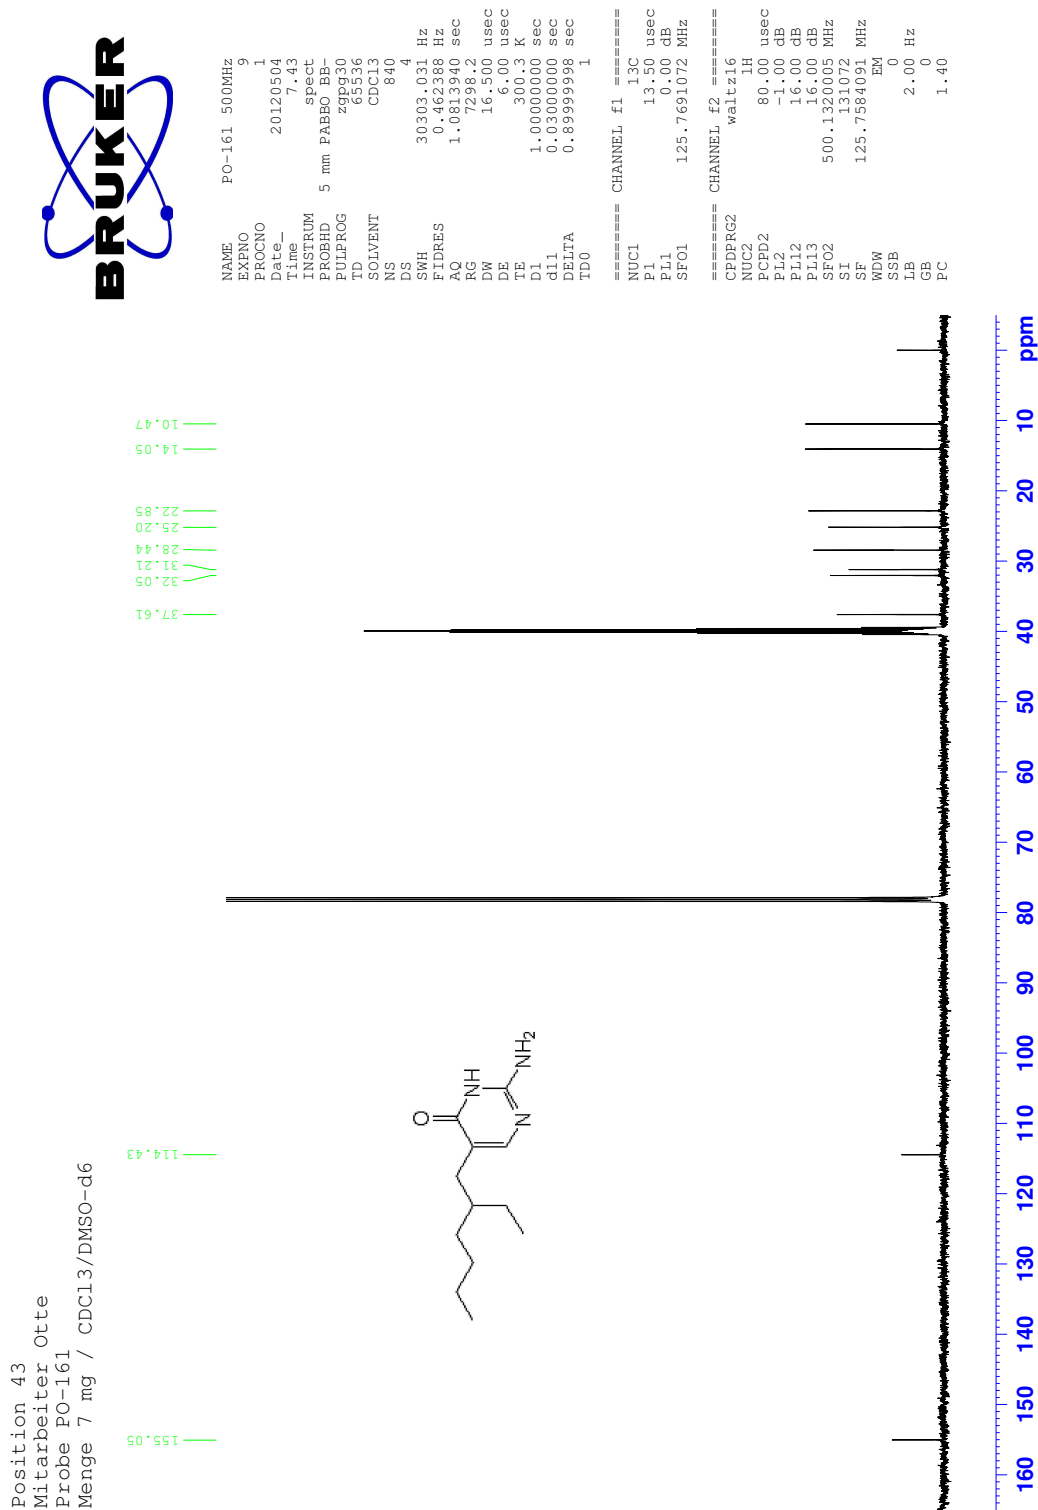 Position 43
Mitarbeiter Otte
Probe PO-161
Menge 7 mg / CDCl3/DMSO-d6
155.05
114.43
37.61
32.05
31.21
28.44
25.20
22.85
14.05
10.47
O
NH
NH2
N
160 150 140 130 120 110 100 90 80 70 60 50 40 30 20 10 ppm
BRUKER
NAME PO-161 500MHz
EXPNO 9
PROCNO 1
Date_ 20120504
Time 7.43
INSTRUM spect
PROBHD 5 mm PABBO BB-
PULPROG zgpg30
TD 65536
SOLVENT CDCl3
NS 840
DS 4
SWH 30303.031 Hz
FIDRES 0.462388 Hz
AQ 1.0813940 sec
RG 7298.2
DW 16.500 usec
DE 6.00 usec
TE 300.3 K
D1 1.00000000 sec
d11 0.03000000 sec
DELTA 0.89999998 sec
TD0 1
======== CHANNEL f1 ========
NUC1 13C
P1 13.50 usec
PL1 0.00 dB
SFO1 125.7691072 MHz
======== CHANNEL f2 ========
CPDPRG2 waltz16
NUC2 1H
PCPD2 80.00 usec
PL2 -1.00 dB
PL12 16.00 dB
PL13 16.00 dB
SFO2 500.1320005 MHz
SI 131072
SF 125.7584091 MHz
WDW EM
SSB 0
LB 2.00 Hz
GB 0
PC 1.40